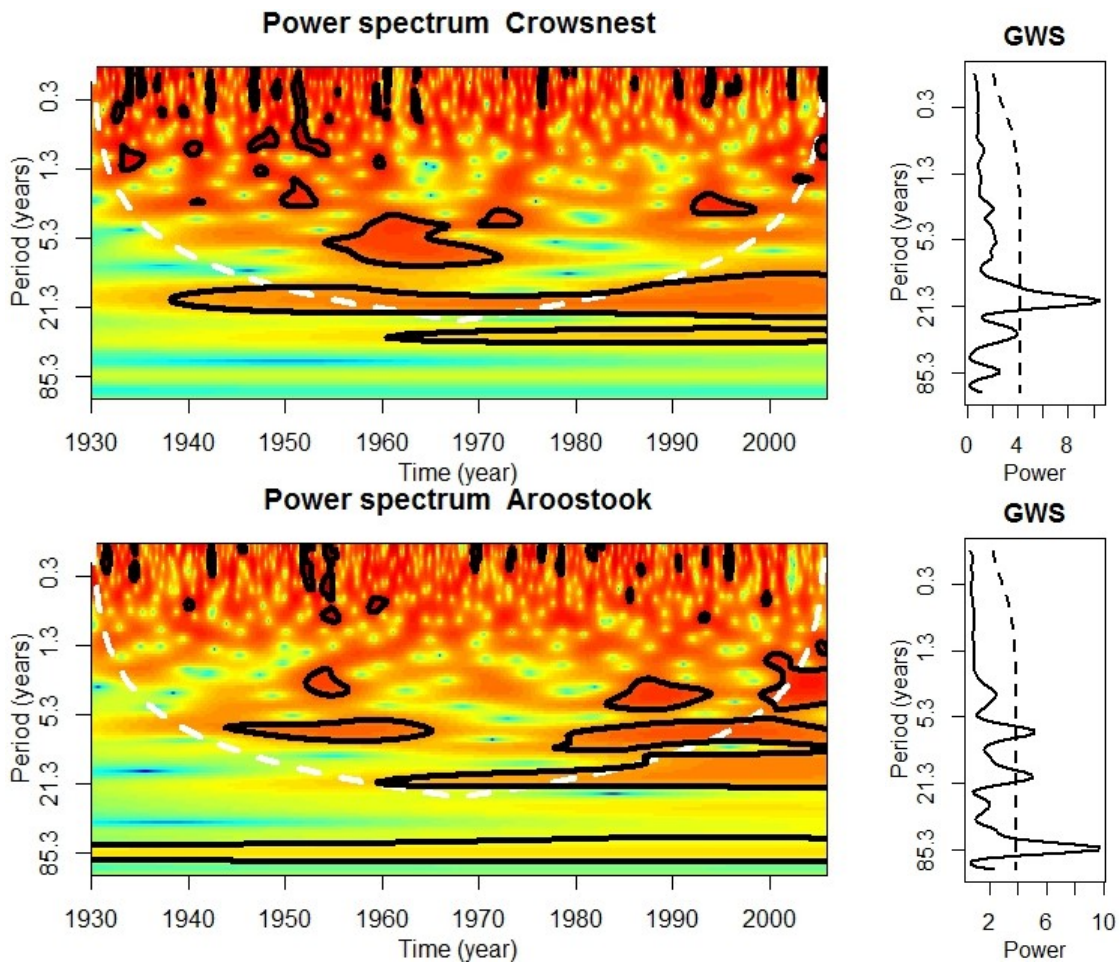 Power spectrum Crowsnest
GWS
Period (years)
0.3
1.3
5.3
21.3
85.3
1930 1940 1950 1960 1970 1980 1990 2000
Time (year)
Period (years)
0.3
1.3
5.3
21.3
85.3
0 4 8
Power
Power spectrum Aroostook
GWS
Period (years)
0.3
1.3
5.3
21.3
85.3
1930 1940 1950 1960 1970 1980 1990 2000
Time (year)
Period (years)
0.3
1.3
5.3
21.3
85.3
2 6 10
Power